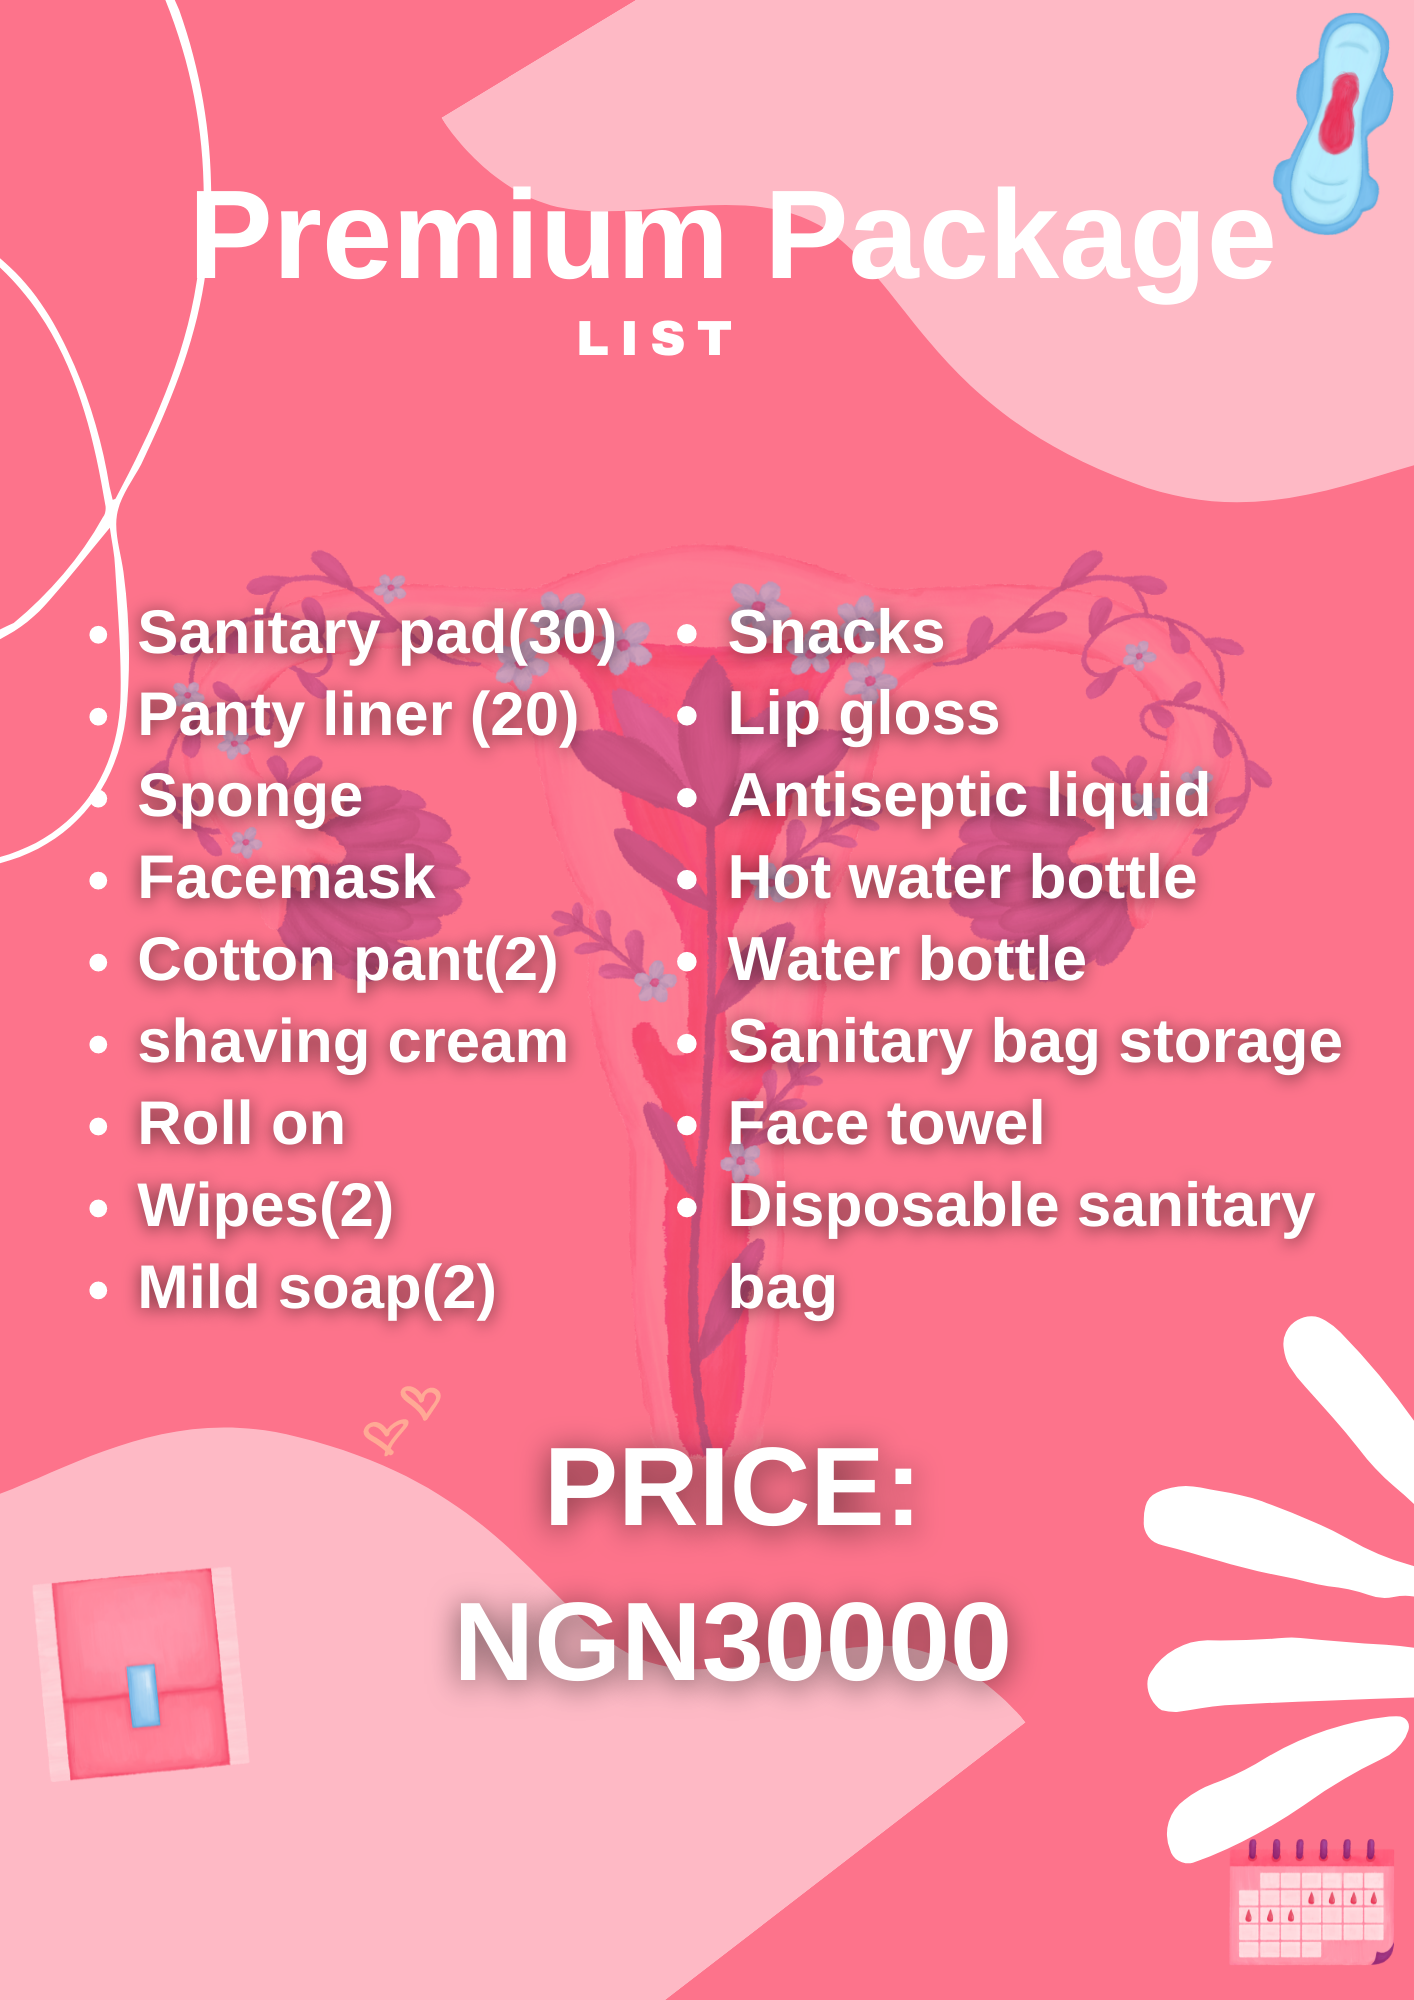 Premium Package
LIST
• Sanitary pad(30)
• Panty liner (20)
• Sponge
• Facemask
• Cotton pant(2)
• shaving cream
• Roll on
• Wipes(2)
• Mild soap(2)
• Snacks
• Lip gloss
• Antiseptic liquid
• Hot water bottle
• Water bottle
• Sanitary bag storage
• Face towel
• Disposable sanitary
bag
PRICE:
NGN30000